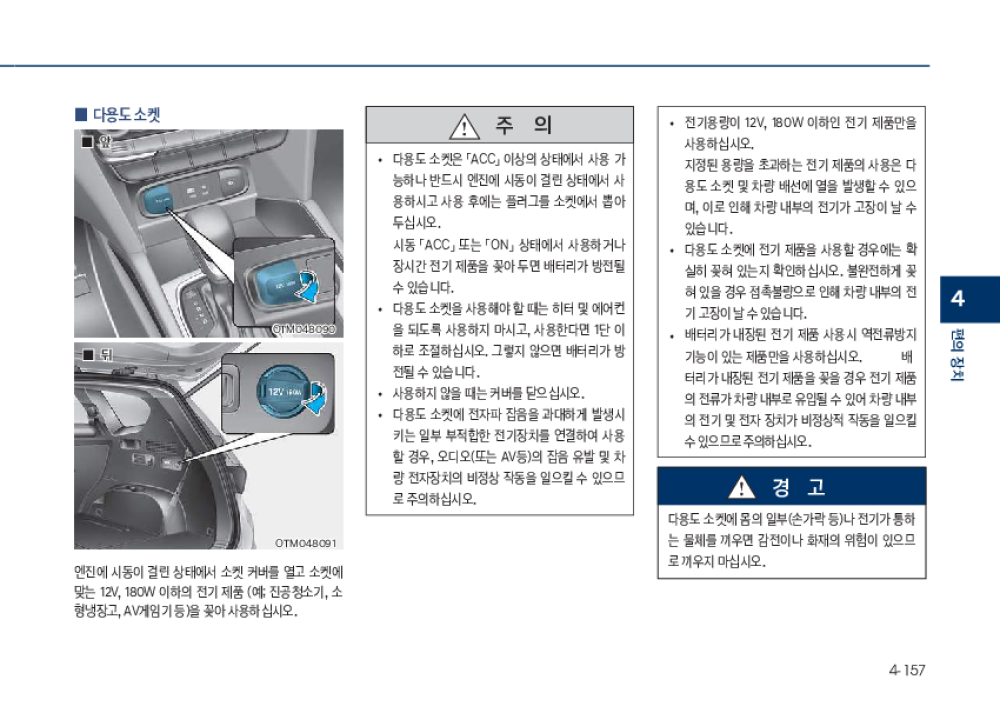 ■ 다용도 소켓
■ 앞
OTM048090
■ 뒤
12V 180W
OTM048091
엔진에 시동이 걸린 상태에서 소켓 커버를 열고 소켓에
맞는 12V, 180W 이하의 전기 제품 (예: 진공청소기, 소
형냉장고, AV게임기 등)을 꽂아 사용하십시오.
주 의
• 다용도 소켓은 「ACC」 이상의 상태에서 사용 가
능하나 반드시 엔진에 시동이 걸린 상태에서 사
용하시고 사용 후에는 플러그를 소켓에서 뽑아
두십시오.
시동 「ACC」 또는 「ON」 상태에서 사용하거나
장시간 전기 제품을 꽂아 두면 배터리가 방전될
수 있습니다.
• 다용도 소켓을 사용해야 할 때는 히터 및 에어컨
을 되도록 사용하지 마시고, 사용한다면 1단 이
하로 조절하십시오. 그렇지 않으면 배터리가 방
전될 수 있습니다.
• 사용하지 않을 때는 커버를 닫으십시오.
• 다용도 소켓에 전자파 잡음을 과대하게 발생시
키는 일부 부적합한 전기장치를 연결하여 사용
할 경우, 오디오(또는 AV등)의 잡음 유발 및 차
량 전자장치의 비정상 작동을 일으킬 수 있으므
로 주의하십시오.
• 전기용량이 12V, 180W 이하인 전기 제품만을
사용하십시오.
지정된 용량을 초과하는 전기 제품의 사용은 다
용도 소켓 및 차량 배선에 열을 발생할 수 있으
며, 이로 인해 차량 내부의 전기가 고장이 날 수
있습니다.
• 다용도 소켓에 전기 제품을 사용할 경우에는 확
실히 꽂혀 있는지 확인하십시오. 불완전하게 꽂
혀 있을 경우 접촉불량으로 인해 차량 내부의 전
기 고장이 날 수 있습니다.
• 배터리가 내장된 전기 제품 사용시 역전류방지
기능이 있는 제품만을 사용하십시오. 배
터리가 내장된 전기 제품을 꽂을 경우 전기 제품
의 전류가 차량 내부로 유입될 수 있어 차량 내부
의 전기 및 전자 장치가 비정상적 작동을 일으킬
수 있으므로 주의하십시오.
경 고
다용도 소켓에 몸의 일부(손가락 등)나 전기가 통하
는 물체를 끼우면 감전이나 화재의 위험이 있으므
로 끼우지 마십시오.
4
편의 장치
4-157